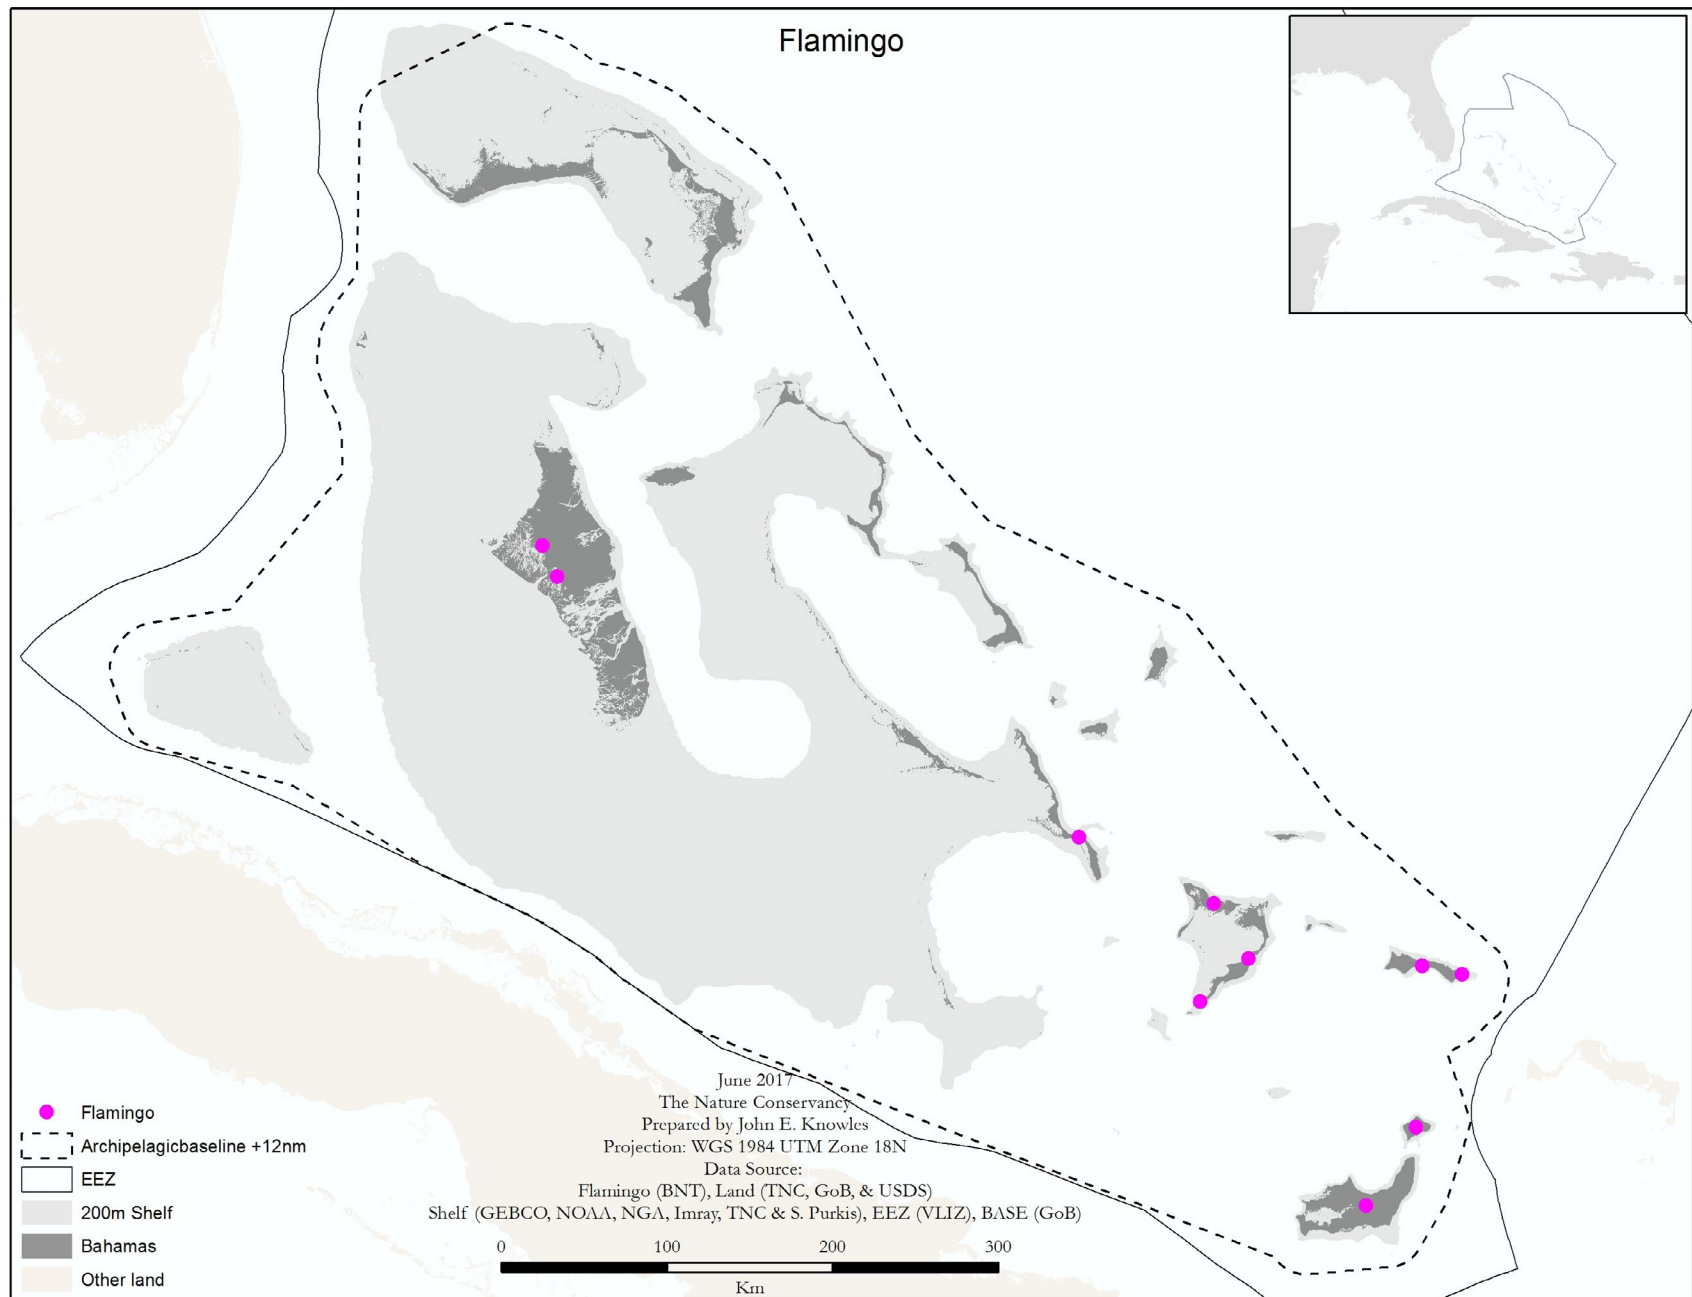 Flamingo
Flamingo
Archipelagicbaseline +12nm
EEZ
200m Shelf
Bahamas
Other land
June 2017
The Nature Conservancy
Prepared by John E. Knowles
Projection: WGS 1984 UTM Zone 18N
Data Source:
Flamingo (BNT), Land (TNC, GoB, & USDS)
Shelf (GEBCO, NOAA, NGA, Imray, TNC & S. Purkis), EEZ (VLIZ), BASE (GoB)
0 100 200 300
Km